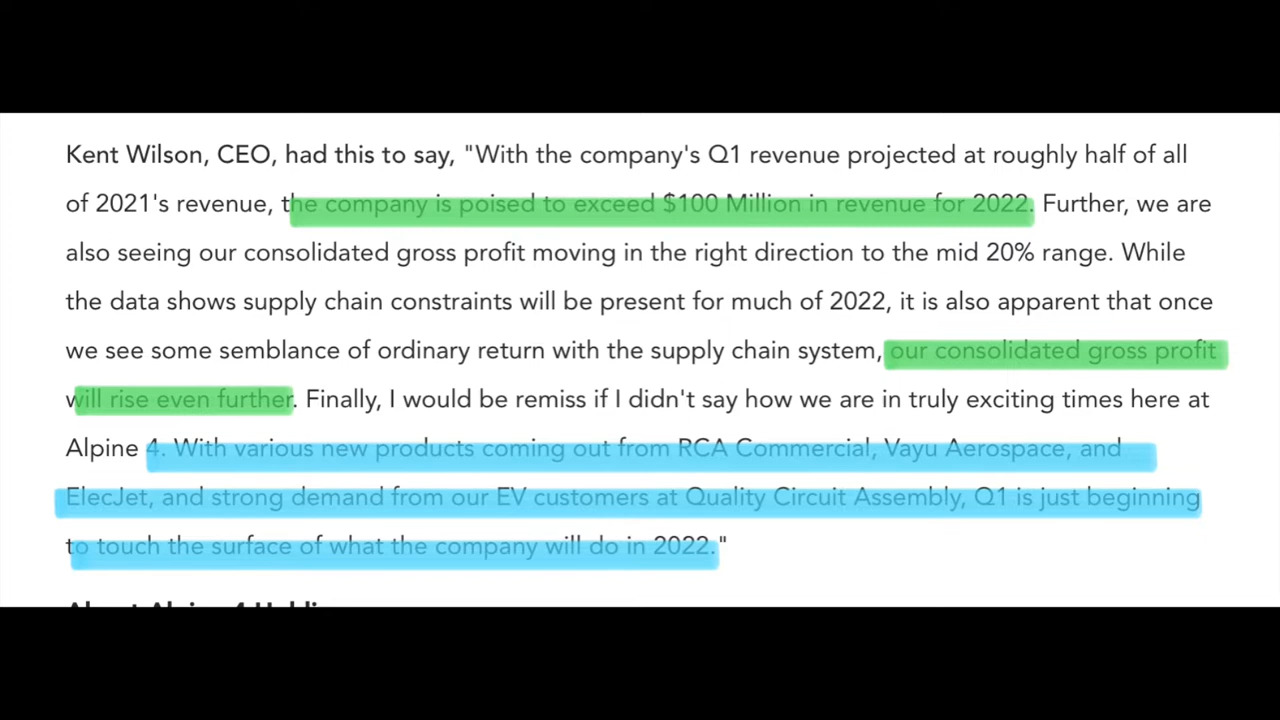 Kent Wilson, CEO, had this to say, "With the company's Q1 revenue projected at roughly half of all
of 2021's revenue, the company is poised to exceed $100 Million in revenue for 2022. Further, we are
also seeing our consolidated gross profit moving in the right direction to the mid 20% range. While
the data shows supply chain constraints will be present for much of 2022, it is also apparent that once
we see some semblance of ordinary return with the supply chain system, our consolidated gross profit
will rise even further. Finally, I would be remiss if I didn't say how we are in truly exciting times here at
Alpine 4. With various new products coming out from RCA Commercial, Vayu Aerospace, and
ElecJet, and strong demand from our EV customers at Quality Circuit Assembly, Q1 is just beginning
to touch the surface of what the company will do in 2022."
About Alpine 4 Holdi